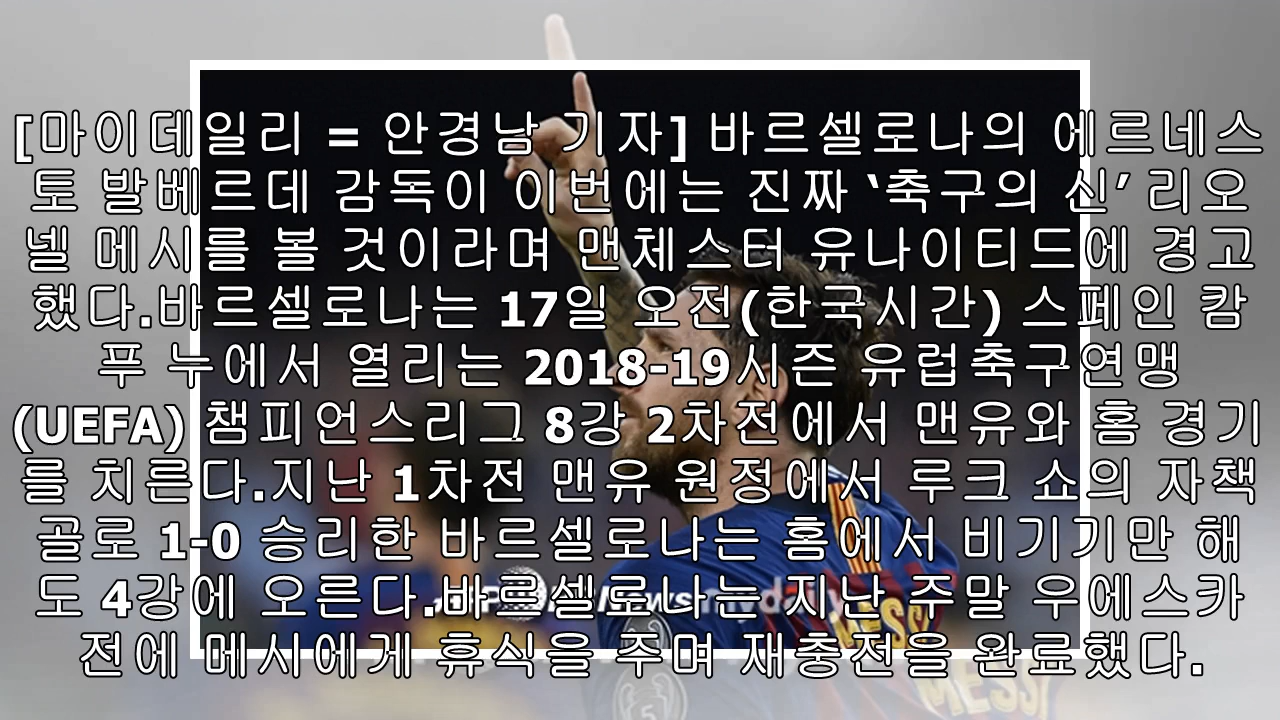 [마이데일리 = 안경남 기자] 바르셀로나의 에르네스
토 발베르데 감독이 이번에는 진짜 ‘축구의 신’ 리오
넬 메시를 볼 것이라며 맨체스터 유나이티드에 경고
했다.바르셀로나는 17일 오전(한국시간) 스페인 캄
푸 누에서 열리는 2018-19시즌 유럽축구연맹
(UEFA) 챔피언스리그 8강 2차전에서 맨유와 홈 경기
를 치른다.지난 1차전 맨유 원정에서 루크 쇼의 자책
골로 1-0 승리한 바르셀로나는 홈에서 비기기만 해
도 4강에 오른다.바르셀로나는 지난 주말 우에스카
전에 메시에게 휴식을 주며 재충전을 완료했다.
News mydaily
MESSI
MESSI